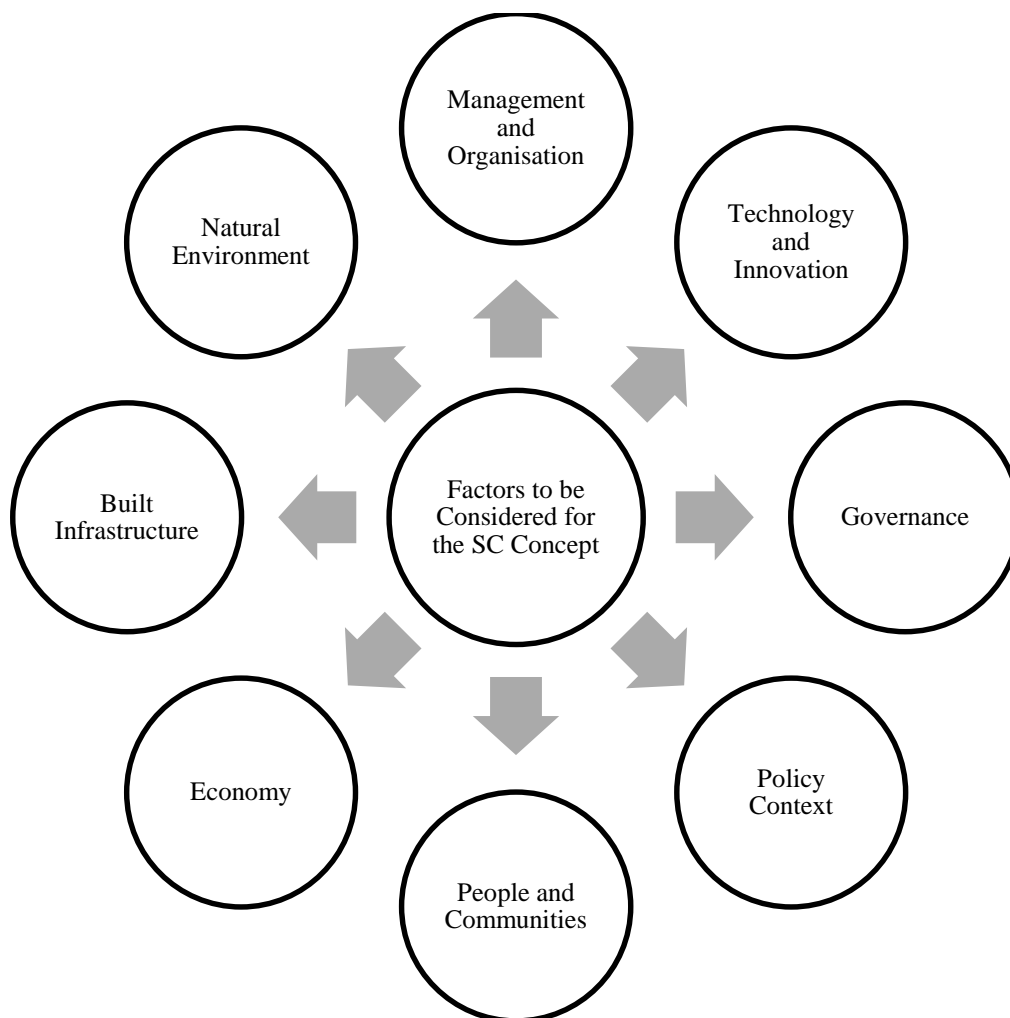 Management
and
Organisation
Natural
Environment
Technology
and
Innovation
Built
Infrastructure
Factors to be
Considered for
the SC Concept
Governance
Economy
Policy
Context
People and
Communities